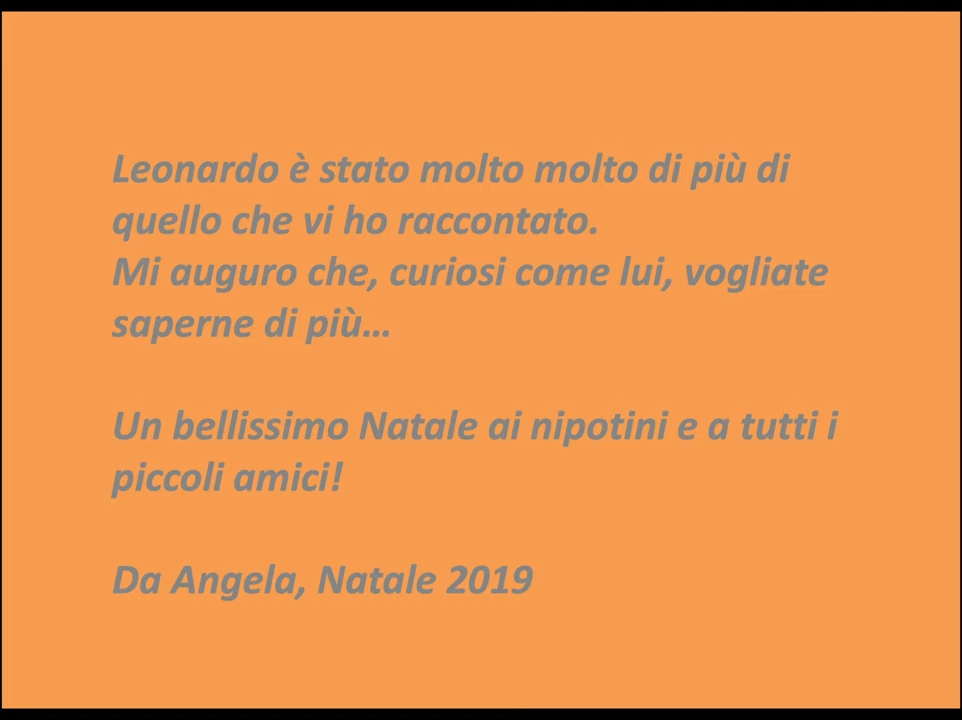 Leonardo è stato molto molto di più di
quello che vi ho raccontato.
Mi auguro che, curiosi come lui, vogliate
saperne di più…
Un bellissimo Natale ai nipotini e a tutti i
piccoli amici!
Da Angela, Natale 2019